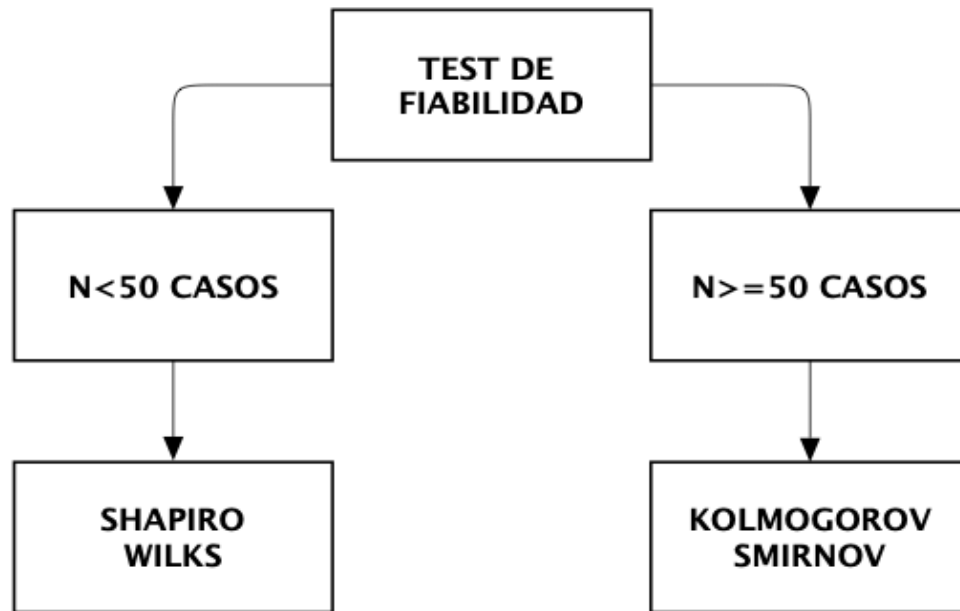 TEST DE
FIABILIDAD
N<50 CASOS
N>=50 CASOS
SHAPIRO
WILKS
KOLMOGOROV
SMIRNOV